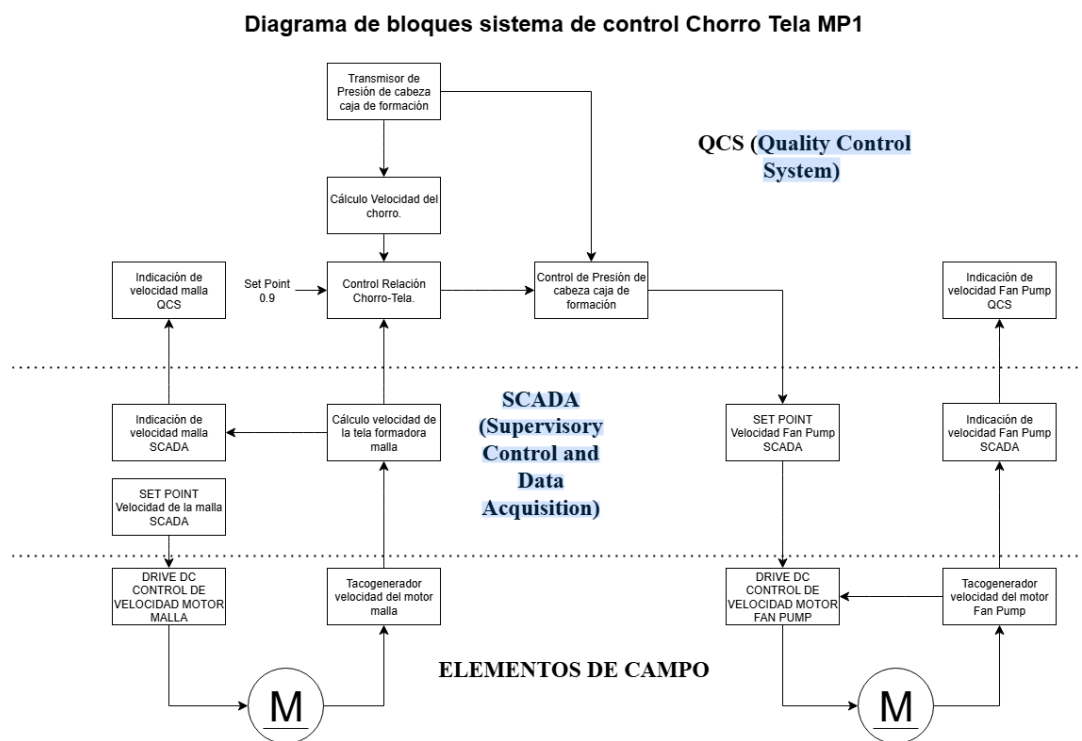 Diagrama de bloques sistema de control Chorro Tela MP1
Transmisor de
Presión de cabeza
caja de formación
QCS (Quality Control
System)
Cálculo Velocidad del
chorro.
Indicación de
velocidad malla
QCS
Set Point
0.9
Control Relación
Chorro-Tela.
Control de Presión de
cabeza caja de
formación
Indicación de
velocidad Fan Pump
QCS
Indicación de
velocidad malla
SCADA
Cálculo velocidad de
la tela formadora
malla
SCADA
(Supervisory
Control and
Data
Acquisition)
SET POINT
Velocidad Fan Pump
SCADA
Indicación de
velocidad Fan Pump
SCADA
SET POINT
Velocidad de la malla
SCADA
DRIVE DC
CONTROL DE
VELOCIDAD MOTOR
MALLA
Tacogenerador
velocidad del motor
malla
DRIVE DC
CONTROL DE
VELOCIDAD MOTOR
FAN PUMP
Tacogenerador
velocidad del motor
Fan Pump
ELEMENTOS DE CAMPO
M
M